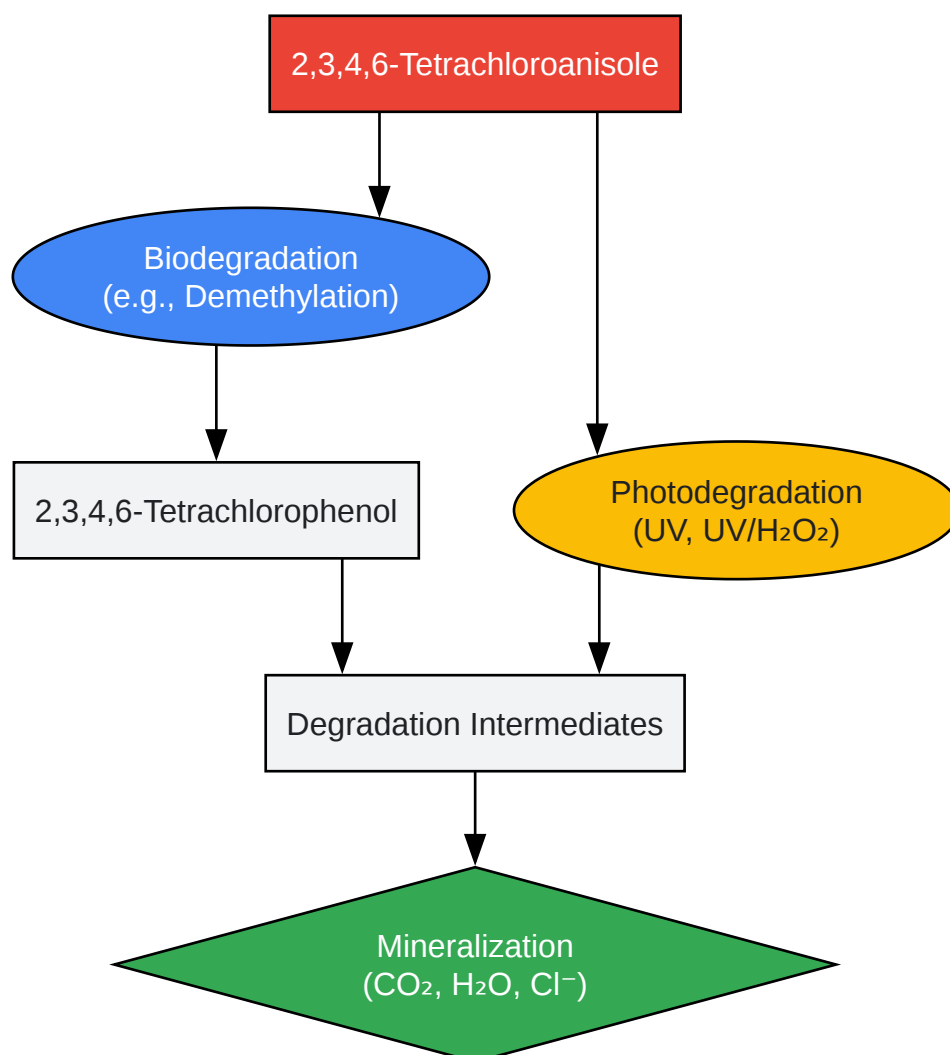 2,3,4,6-Tetrachloroanisole
Biodegradation
(e.g., Demethylation)
2,3,4,6-Tetrachlorophenol
Photodegradation
(UV, UV/H₂O₂)
Degradation Intermediates
Mineralization
(CO₂, H₂O, Cl⁻)